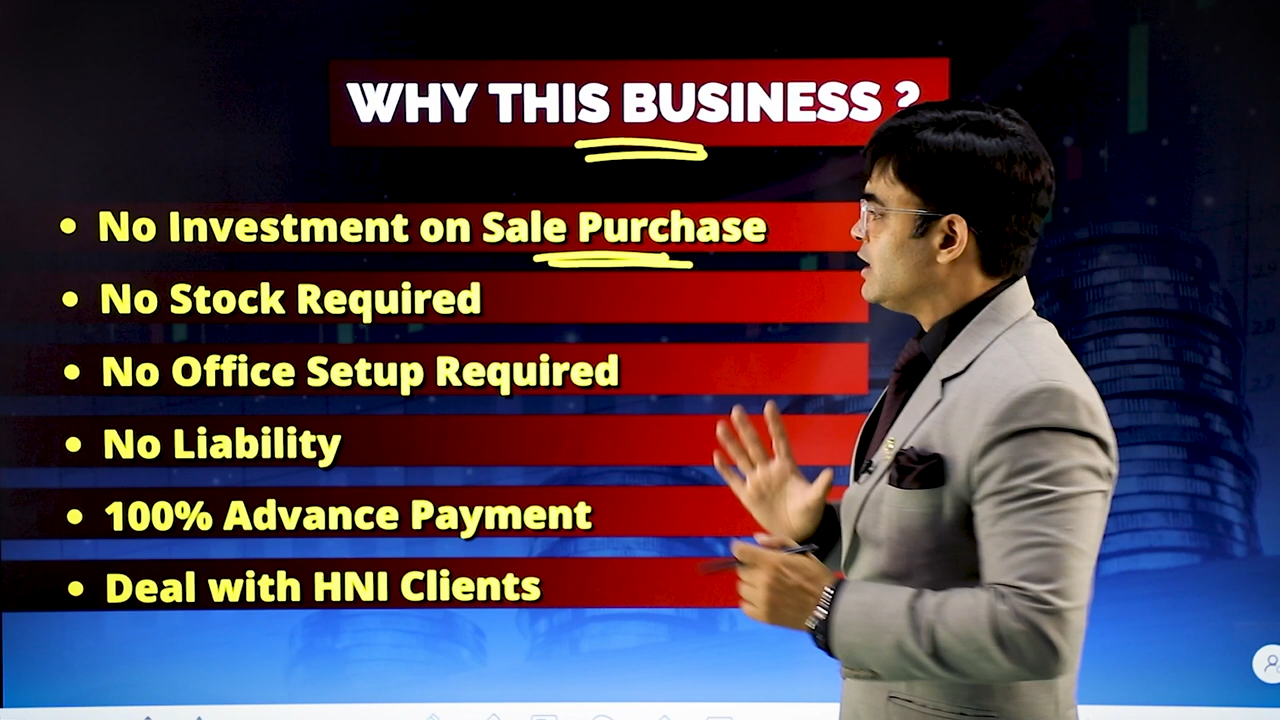 WHY THIS BUSINESS ?
• No Investment on Sale Purchase
• No Stock Required
• No Office Setup Required
• No Liability
• 100% Advance Payment
• Deal with HNI Clients